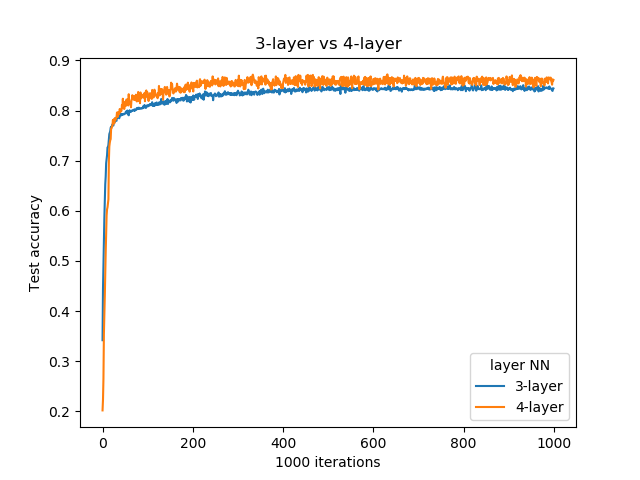 3-layer vs 4-layer
0.9
0.8
0.7
0.6
0.5
0.4
0.3
0.2
Test accuracy
layer NN
3-layer
4-layer
0 200 400 600 800 1000
1000 iterations